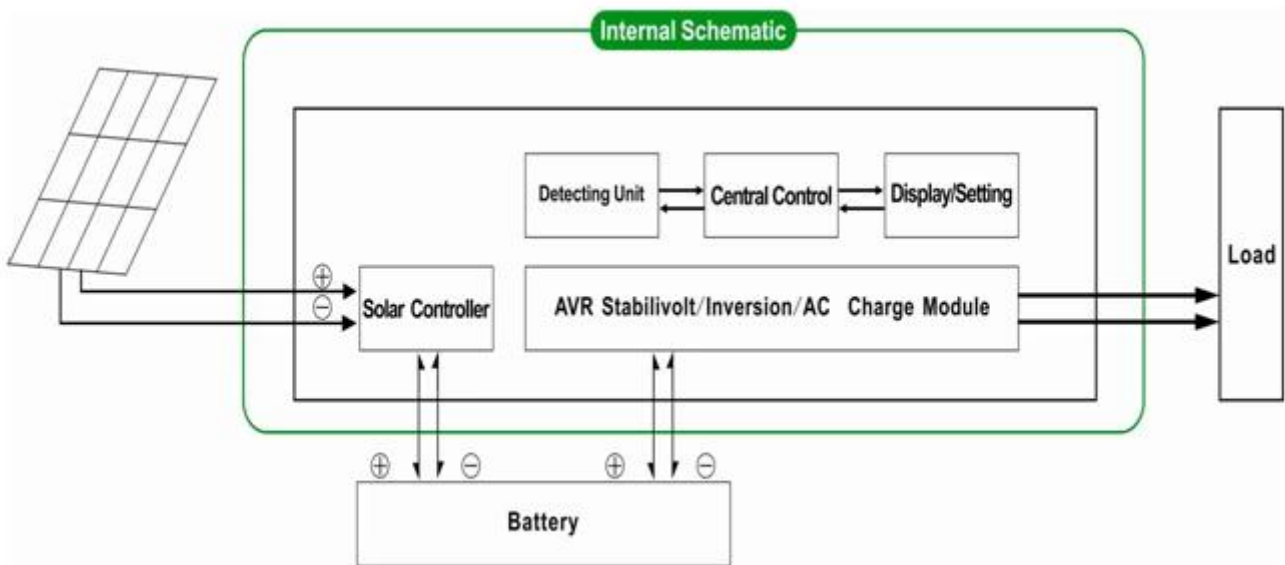 Internal Schematic
Detecting Unit
Central Control
Display/Setting
Load
⊕
⊖
Solar Controller
AVR Stabilivolt/Inversion/AC Charge Module
⊕
⊖
⊕
⊖
Battery